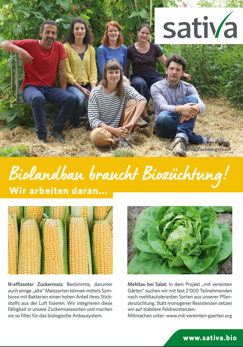 sativa
Biolandbau braucht Biozüchtung!
Wir arbeiten daran...
N-effizenter Zuckermais Bestimmte, darunter
auch einige „alte" Maissorten können mittels Symbiose
mit Bakterien einen hohen Anteil ihres Stickstoffs
aus der Luft fixieren. Wir integrieren diese
Fähigkeit in unsere Zuckermaissorten und machen
sie so fitter für das biologische Anbausystem.
Mehltau bei Salat: In dem Projekt „mit vereinten
Gärten" suchen wir mit fast 2'000 Teilnehmenden
nach mehltautoleranten Sorten aus unserer Pflanzenzüchtung.
Statt monogener Resistenzen setzen
wir auf stabilere Feldresistenzen.
Mitmachen unter: www.mit-vereinten-gaerten.org
www.sativa.bio